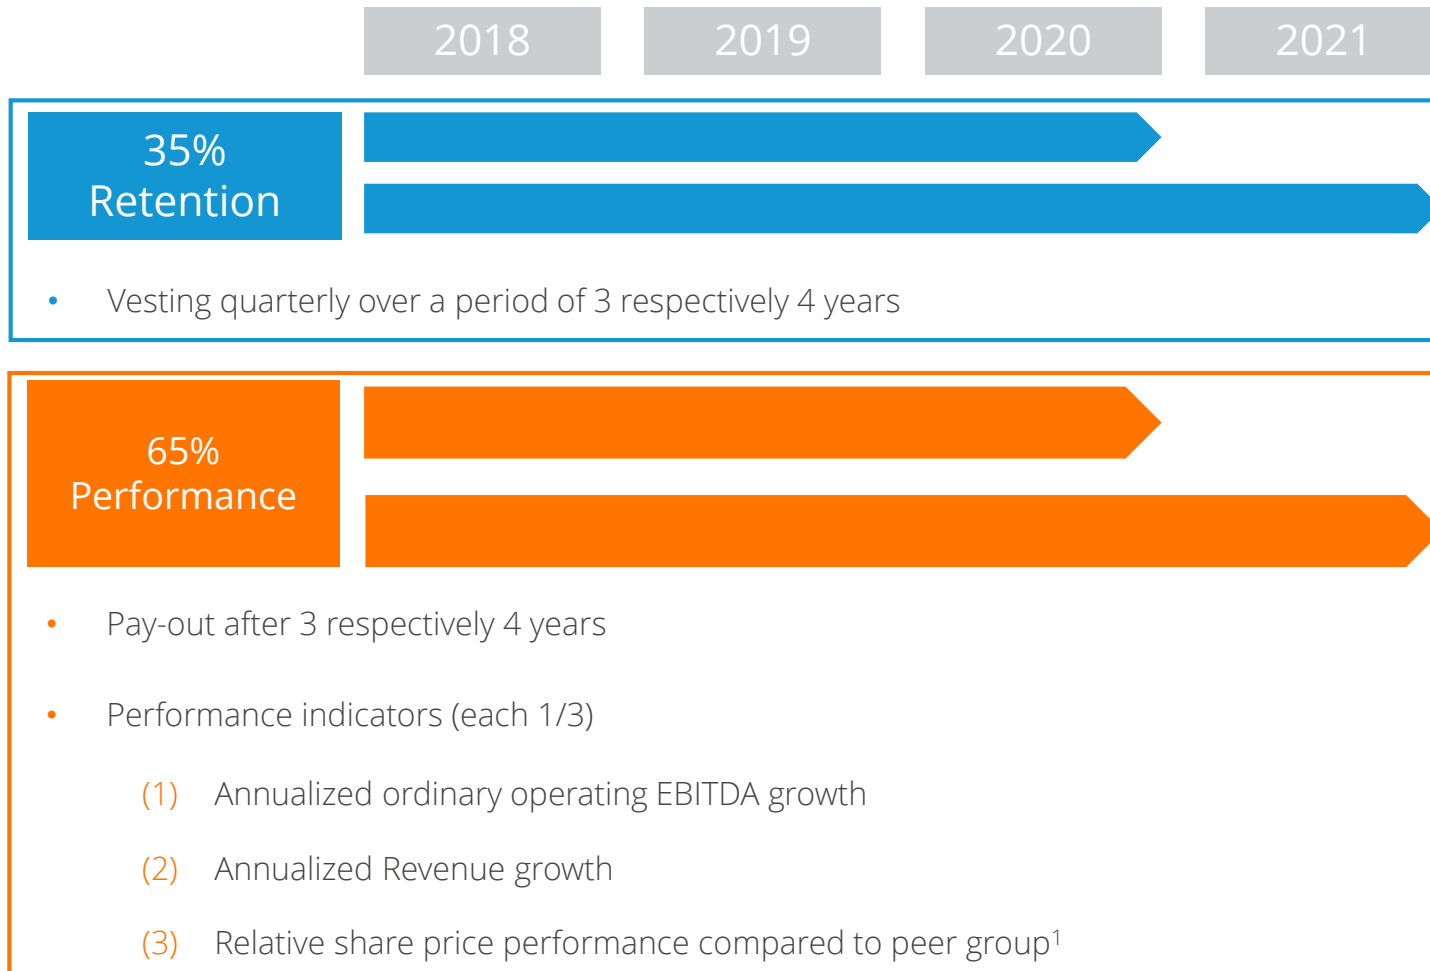 2018 2019 2020 2021
35%
Retention
• Vesting quarterly over a period of 3 respectively 4 years
65%
Performance
• Pay-out after 3 respectively 4 years
• Performance indicators (each 1/3)
(1) Annualized ordinary operating EBITDA growth
(2) Annualized Revenue growth
(3) Relative share price performance compared to peer group¹